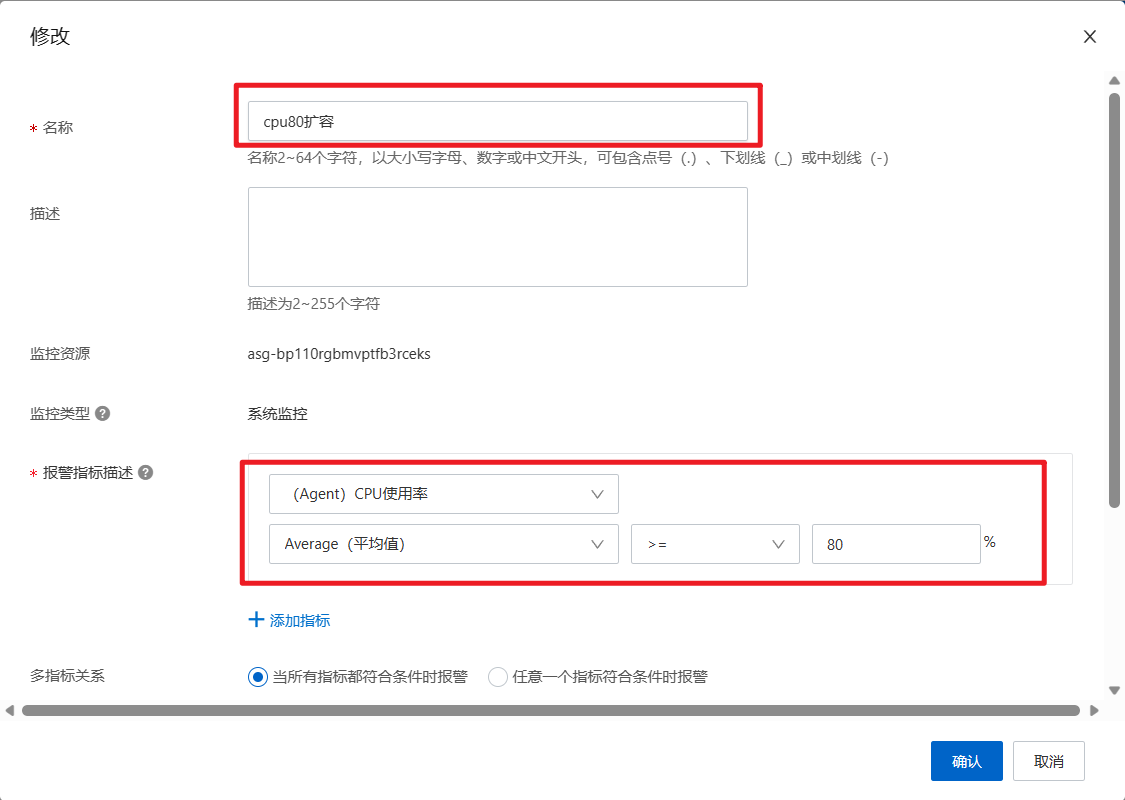 修改
* 名称
cpu80扩容
名称2~64个字符，以大小写字母、数字或中文开头，可包含点号（.）、下划线（_）或中划线（-）
描述
描述为2~255个字符
监控资源
asg-bp110rgbmvptfb3rceks
监控类型 ?
系统监控
* 报警指标描述 ?
（Agent）CPU使用率
Average（平均值） >= 80 %
+ 添加指标
多指标关系
当所有指标都符合条件时报警 任意一个指标符合条件时报警
确认 取消